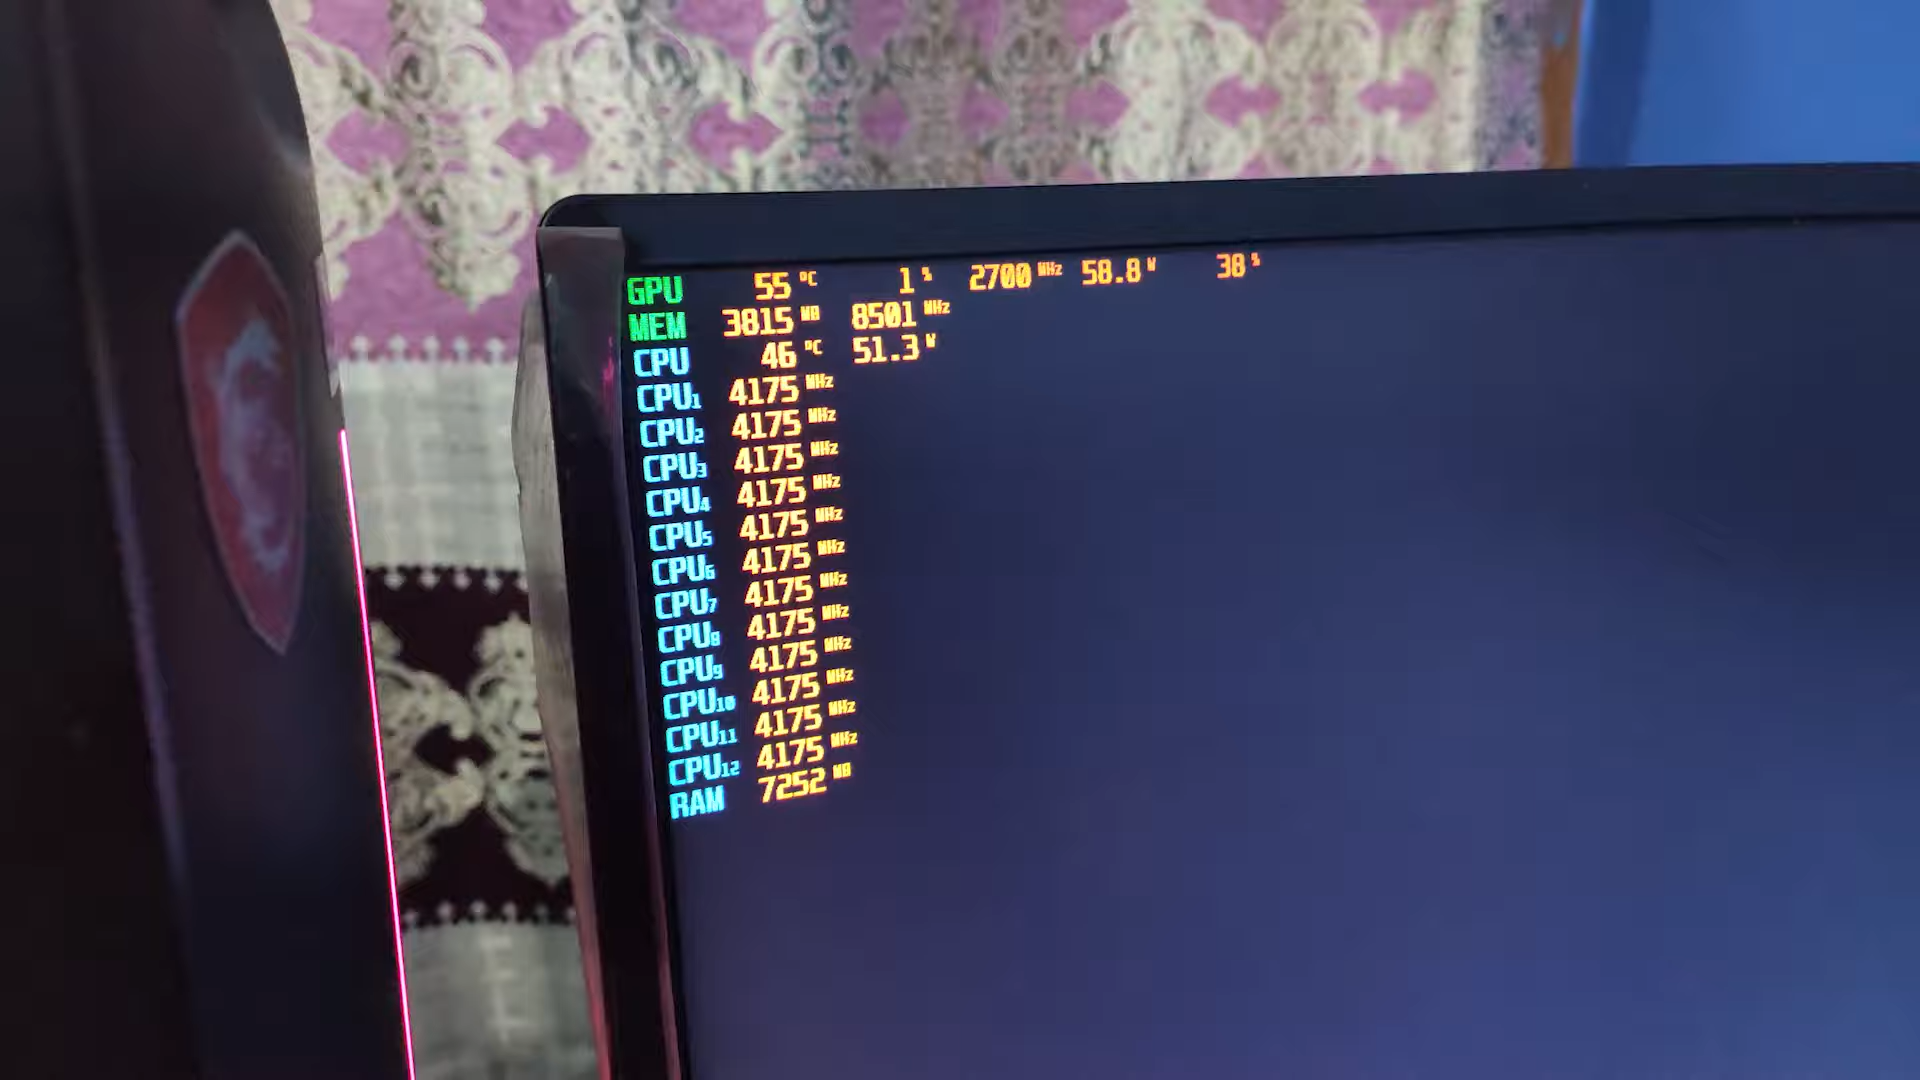 GPU 55 °C 1 % 2700 MHz 58.8 W 38 %
MEM 3815 MB 8501 MHz
CPU 46 °C 51.3 W
CPU1 4175 MHz
CPU2 4175 MHz
CPU3 4175 MHz
CPU4 4175 MHz
CPU5 4175 MHz
CPU6 4175 MHz
CPU7 4175 MHz
CPU8 4175 MHz
CPU9 4175 MHz
CPU10 4175 MHz
CPU11 4175 MHz
CPU12 4175 MHz
RAM 7252 MB